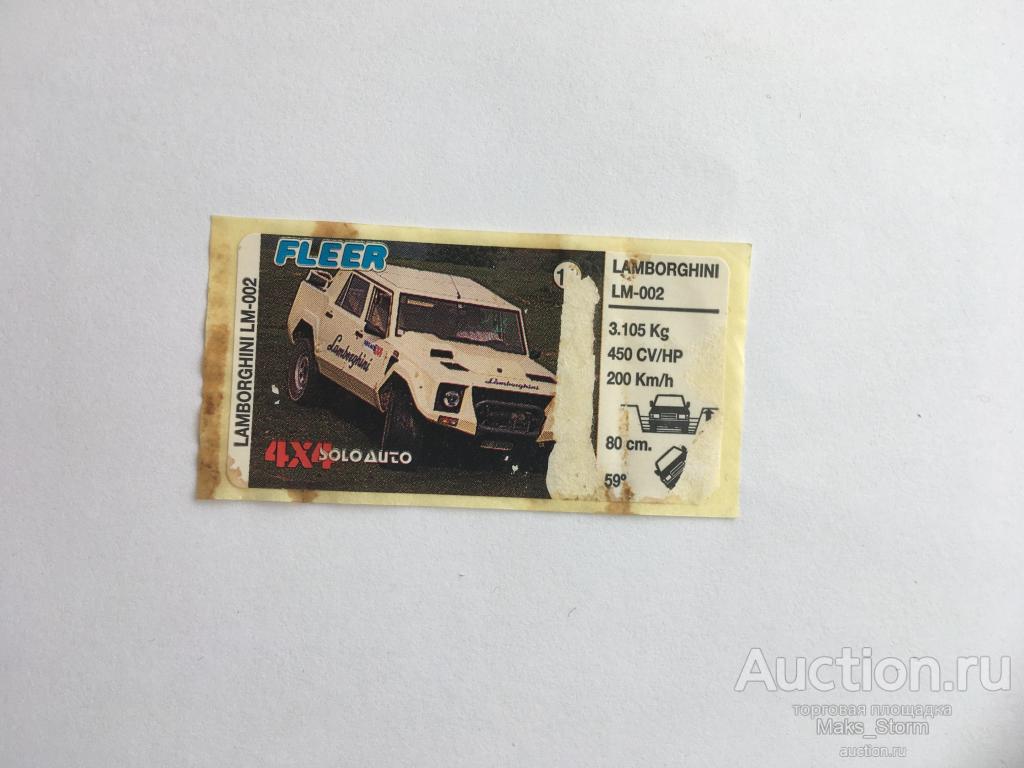 FLEER
LAMBORGHINI LM-002
Lamborghini
Lamborghini
4X4 SOLO AUTO
1
LAMBORGHINI
LM-002
3.105 Kg
450 CV/HP
200 Km/h
80 cm.
59º
Auction.ru
торговая площадка
Maks_Storm
auction.ru